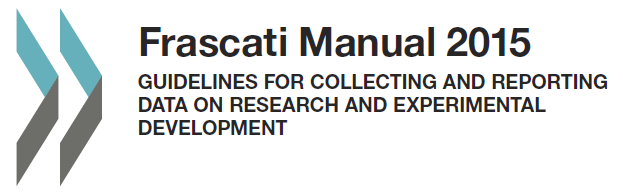 Frascati Manual 2015
GUIDELINES FOR COLLECTING AND REPORTING
DATA ON RESEARCH AND EXPERIMENTAL
DEVELOPMENT